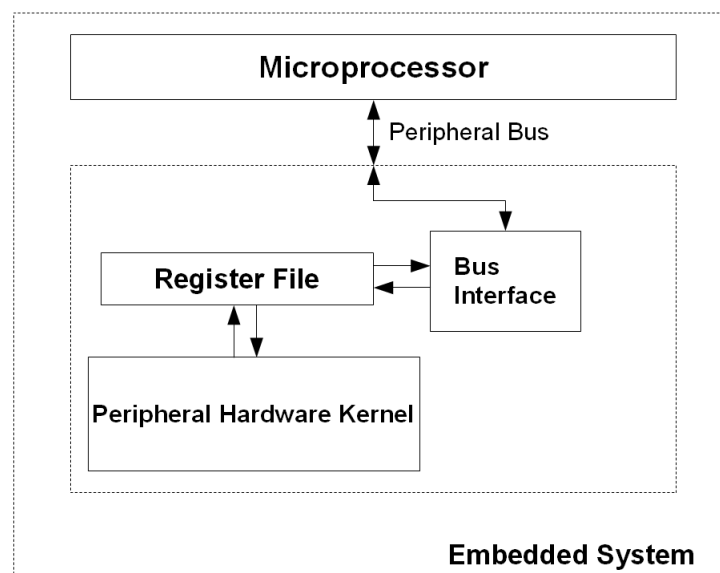 Microprocessor
Peripheral Bus
Register File
Bus
Interface
Peripheral Hardware Kernel
Embedded System